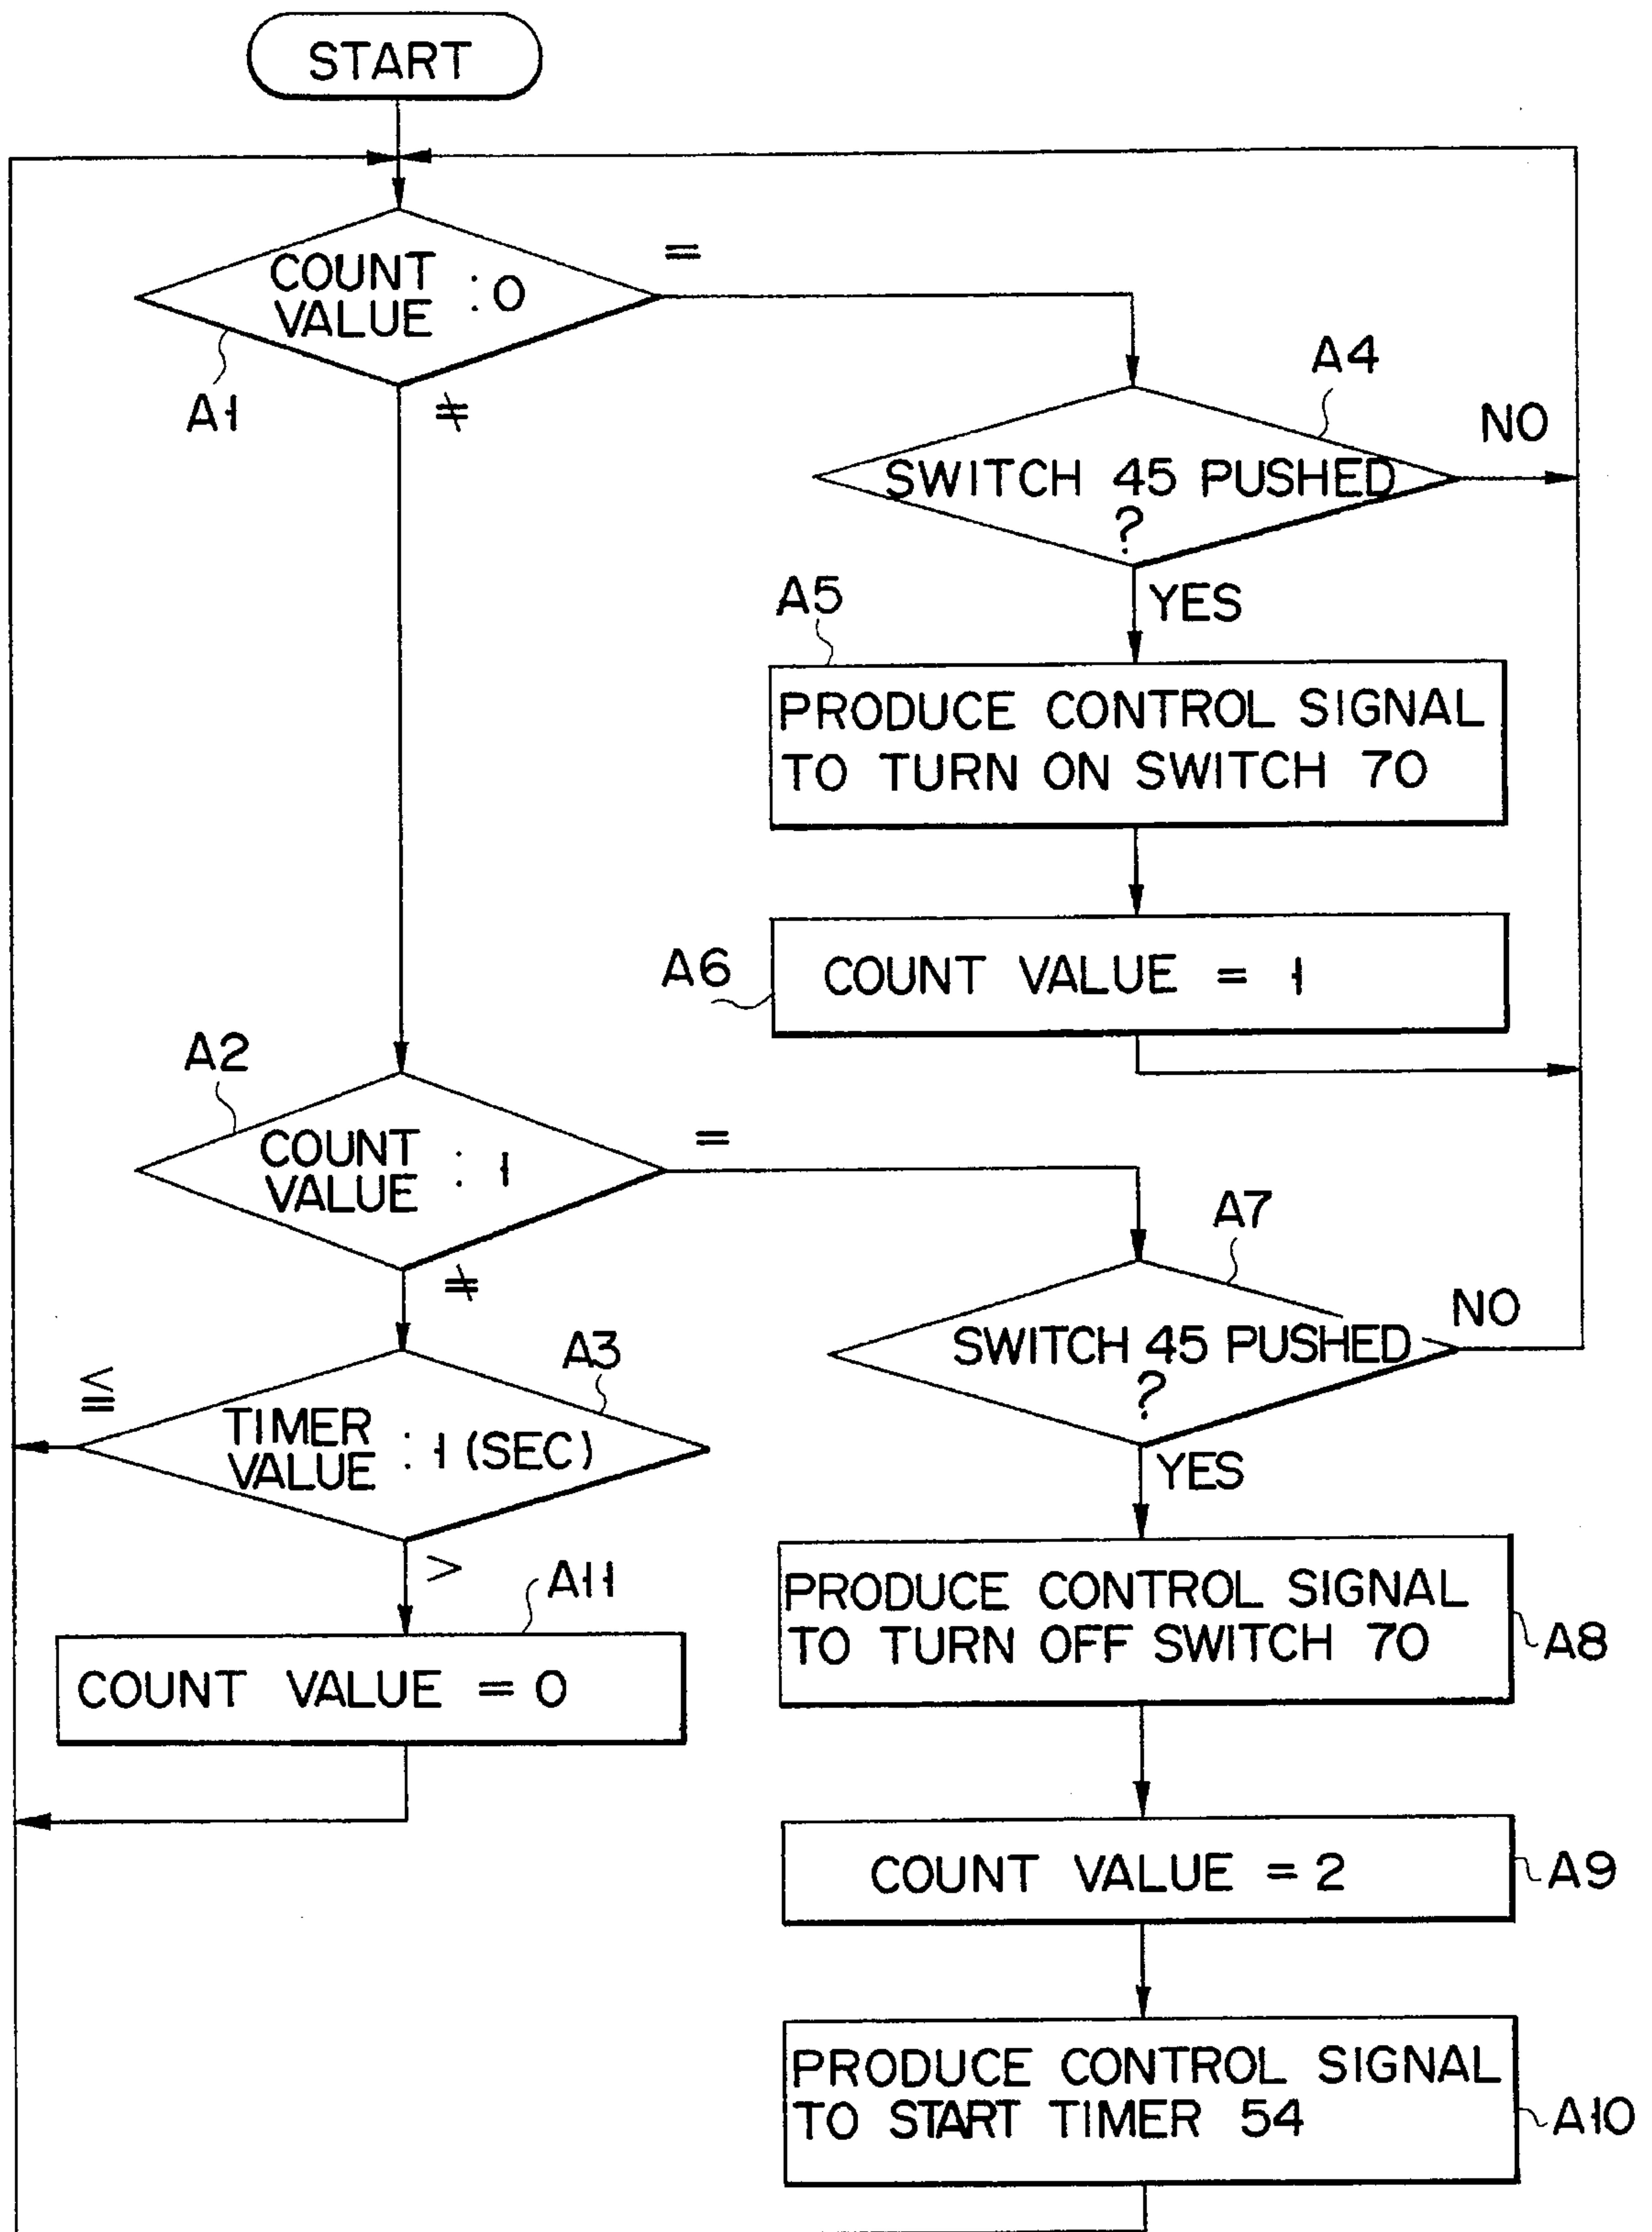 START
COUNT
VALUE : 0
=
≠
A1
A4
SWITCH 45 PUSHED
?
NO
YES
A5
PRODUCE CONTROL SIGNAL
TO TURN ON SWITCH 70
A6
COUNT VALUE = 1
A2
COUNT
VALUE : 1
=
≠
A7
SWITCH 45 PUSHED
?
NO
YES
A3
≦
TIMER
VALUE : 1 (SEC)
>
A11
COUNT VALUE = 0
PRODUCE CONTROL SIGNAL
TO TURN OFF SWITCH 70
A8
COUNT VALUE = 2
A9
PRODUCE CONTROL SIGNAL
TO START TIMER 54
A10